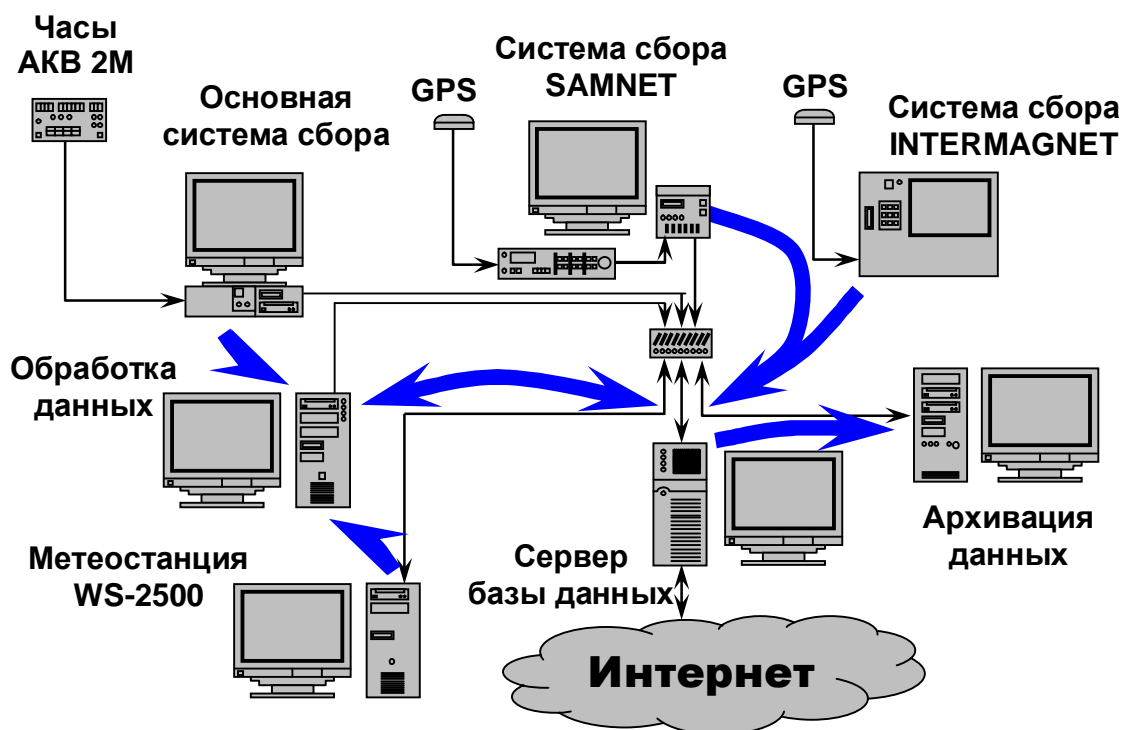 Часы
АКВ 2М
Основная
система сбора
GPS
Система сбора
SAMNET
GPS
Система сбора
INTERMAGNET
Обработка
данных
Метеостанция
WS-2500
Сервер
базы данных
Архивация
данных
Интернет